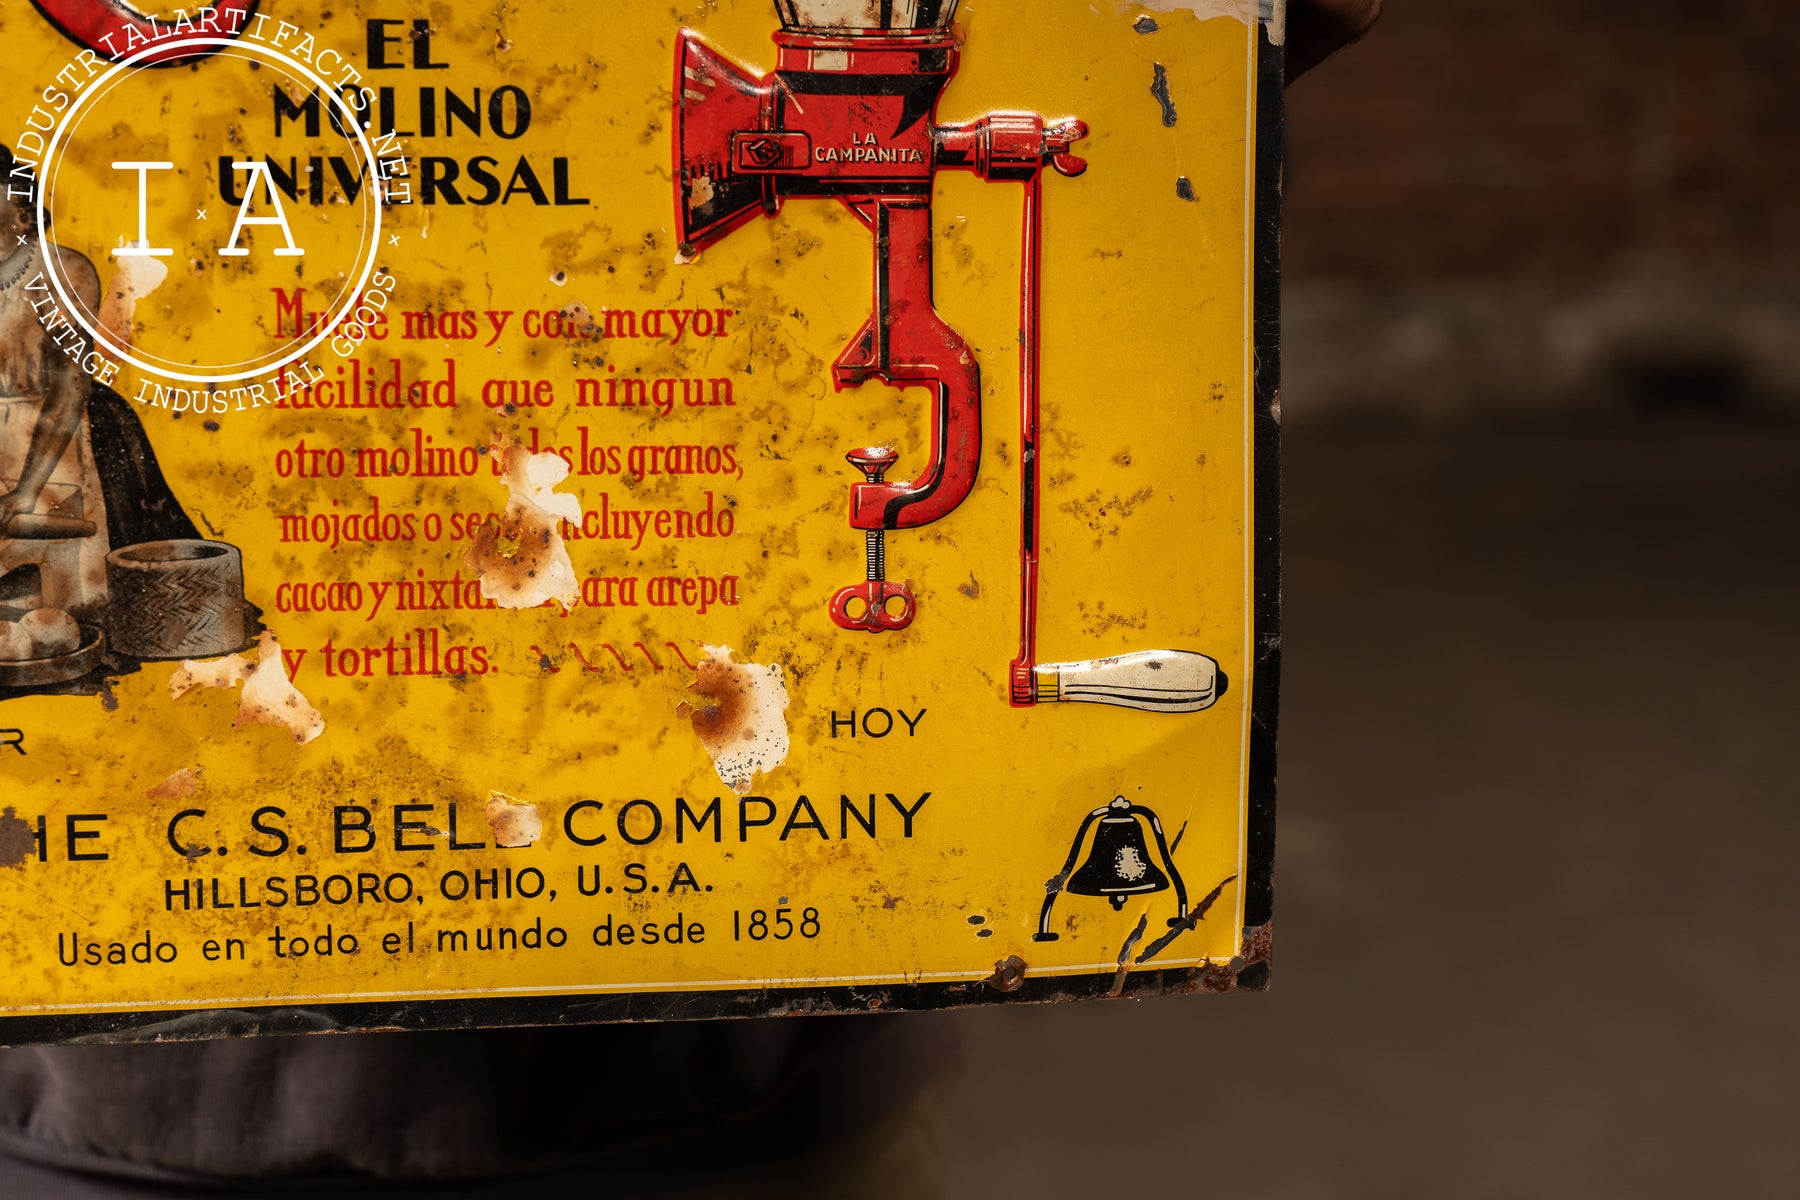 INDUSTRIALARTIFACTS.NET
I x A
x x
VINTAGE INDUSTRIAL GOODS
EL
MOLINO
UNIVERSAL
LA
CAMPANITA
Muele mas y con mayor
facilidad que ningun
otro molino todos los granos,
mojados o secos incluyendo
cacao y nixtamal para arepa
y tortillas.
HOY
THE C.S. BELL COMPANY
HILLSBORO, OHIO, U.S.A.
Usado en todo el mundo desde 1858